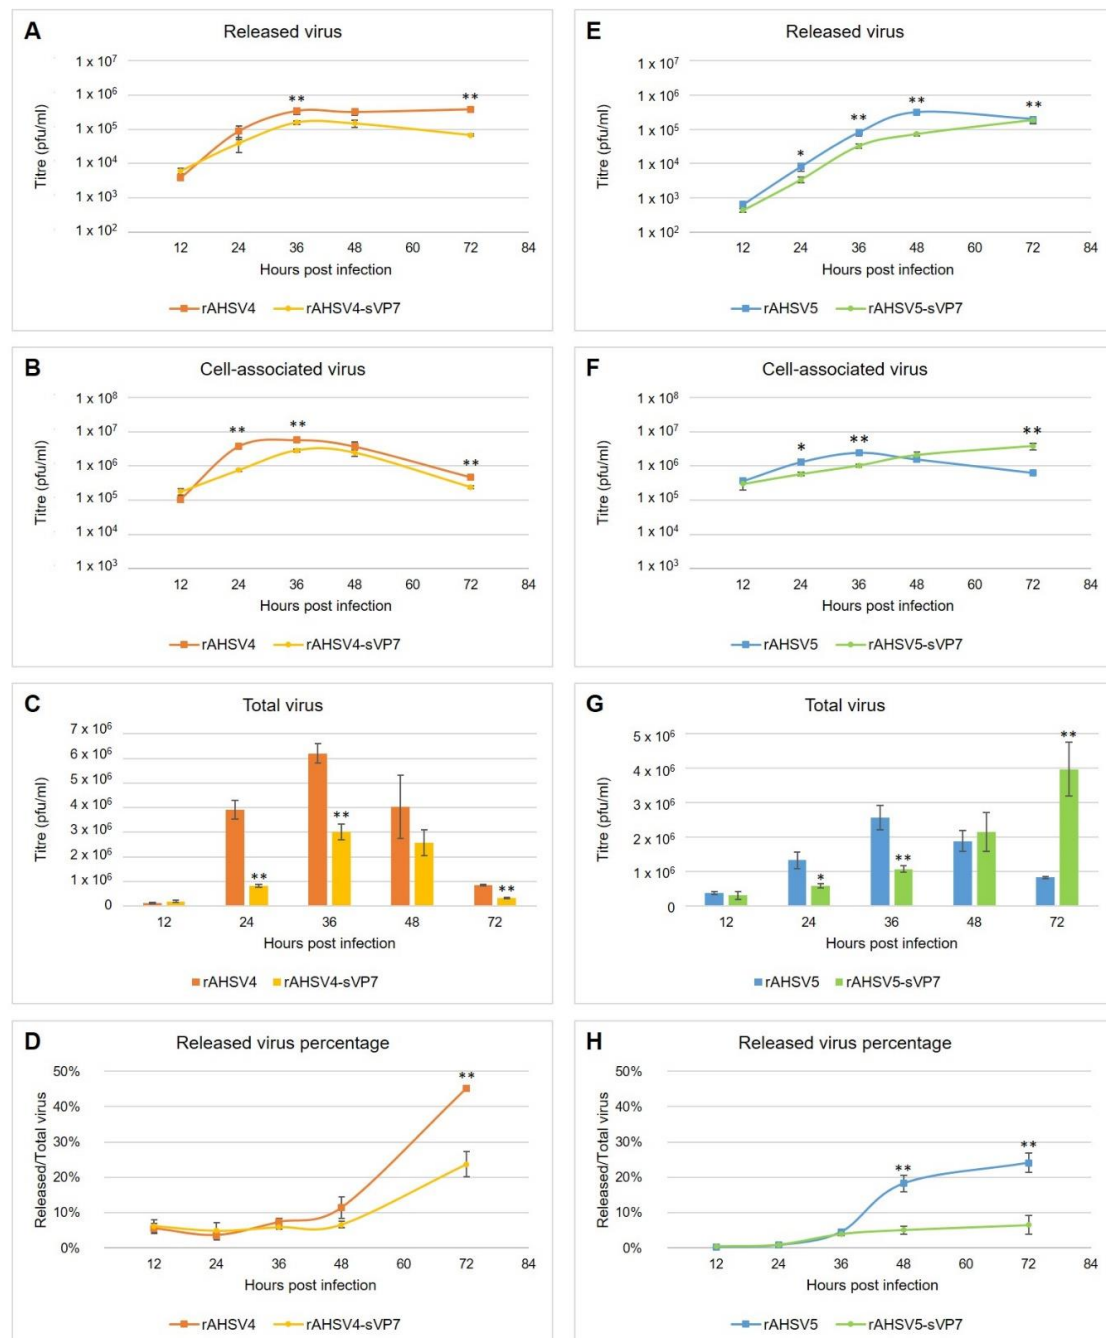 A
Released virus
1 x 10⁷
1 x 10⁶
1 x 10⁵
1 x 10⁴
1 x 10³
1 x 10²
Titre (pfu/ml)
** **
12 24 36 48 60 72 84
Hours post infection
rAHSV4 rAHSV4-sVP7
E
Released virus
1 x 10⁷
1 x 10⁶
1 x 10⁵
1 x 10⁴
1 x 10³
1 x 10²
Titre (pfu/ml)
* ** ** **
12 24 36 48 60 72 84
Hours post infection
rAHSV5 rAHSV5-sVP7
B
Cell-associated virus
1 x 10⁸
1 x 10⁷
1 x 10⁶
1 x 10⁵
1 x 10⁴
1 x 10³
Titre (pfu/ml)
** ** **
12 24 36 48 60 72 84
Hours post infection
rAHSV4 rAHSV4-sVP7
F
Cell-associated virus
1 x 10⁸
1 x 10⁷
1 x 10⁶
1 x 10⁵
1 x 10⁴
1 x 10³
Titre (pfu/ml)
* ** **
12 24 36 48 60 72 84
Hours post infection
rAHSV5 rAHSV5-sVP7
C
Total virus
7 x 10⁶
6 x 10⁶
5 x 10⁶
4 x 10⁶
3 x 10⁶
2 x 10⁶
1 x 10⁶
0
Titre (pfu/ml)
** ** **
12 24 36 48 72
Hours post infection
rAHSV4 rAHSV4-sVP7
G
Total virus
5 x 10⁶
4 x 10⁶
3 x 10⁶
2 x 10⁶
1 x 10⁶
0
Titre (pfu/ml)
* ** **
12 24 36 48 72
Hours post infection
rAHSV5 rAHSV5-sVP7
D
Released virus percentage
50%
40%
30%
20%
10%
0%
Released/Total virus
**
12 24 36 48 60 72 84
Hours post infection
rAHSV4 rAHSV4-sVP7
H
Released virus percentage
50%
40%
30%
20%
10%
0%
Released/Total virus
** **
12 24 36 48 60 72 84
Hours post infection
rAHSV5 rAHSV5-sVP7